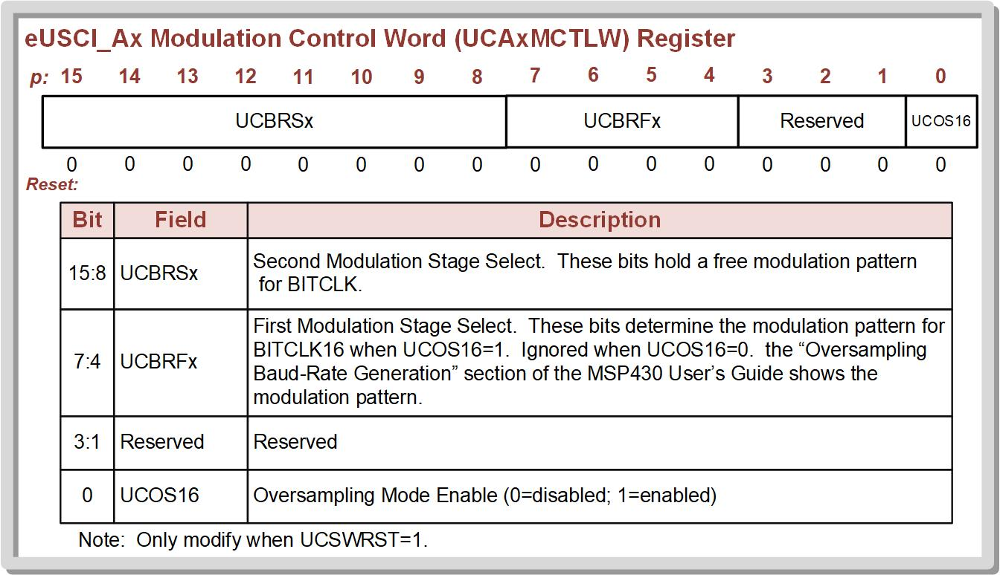 eUSCI_Ax Modulation Control Word (UCAxMCTLW) Register
p: 15 14 13 12 11 10 9 8 7 6 5 4 3 2 1 0
UCBRSx UCBRFx Reserved UCOS16
0 0 0 0 0 0 0 0 0 0 0 0 0 0 0 0
Reset:
Bit Field Description
15:8 UCBRSx Second Modulation Stage Select. These bits hold a free modulation pattern
for BITCLK.
7:4 UCBRFx First Modulation Stage Select. These bits determine the modulation pattern for
BITCLK16 when UCOS16=1. Ignored when UCOS16=0. the “Oversampling
Baud-Rate Generation” section of the MSP430 User’s Guide shows the
modulation pattern.
3:1 Reserved Reserved
0 UCOS16 Oversampling Mode Enable (0=disabled; 1=enabled)
Note: Only modify when UCSWRST=1.